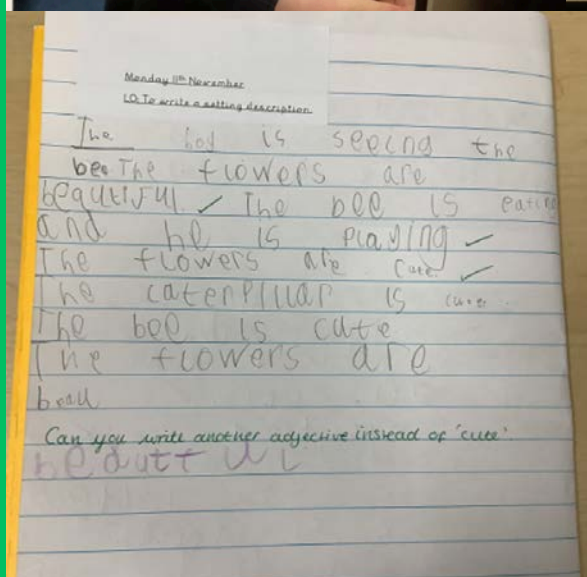 Monday 11th November
LO: To write a setting description.
The boy is seeing the
bee The flowers are
beautiful. The bee is eating
and he is playing
The flowers are cute.
The caterpillar is cute
The bee is cute
The flowers are
beau
Can you write another adjective instead of 'cute'.